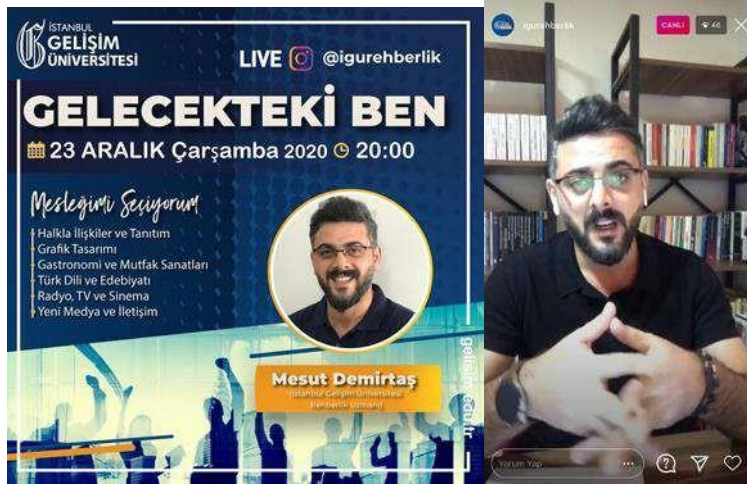 İSTANBUL
GELİŞİM
ÜNİVERSİTESİ
LIVE @igurehberlik
GELECEKTEKİ BEN
23 ARALIK Çarşamba 2020 20:00
Mesleğimi Seçiyorum
Halkla İlişkiler ve Tanıtım
Grafik Tasarımı
Gastronomi ve Mutfak Sanatları
Türk Dili ve Edebiyatı
Radyo, TV ve Sinema
Yeni Medya ve İletişim
Mesut Demirtaş
İstanbul Gelişim Üniversitesi
Rehberlik Uzmanı
gelisim.edu.tr
igurehberlik
CANLI 46
Yorum Yap